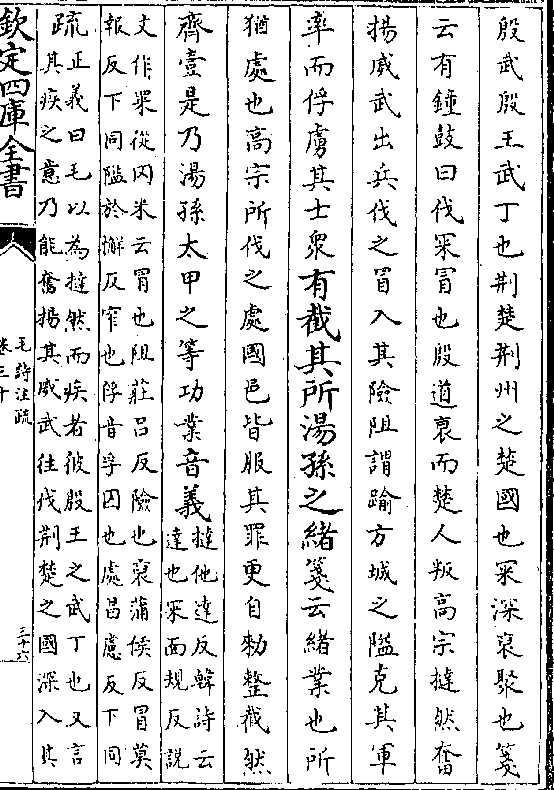 殷武殷王武丁也荆楚荆州之楚國也罙深裒聚也箋
云有鐘鼓曰伐罙冒也殷道衰而楚人叛高宗撻然奮
揚威武出兵伐之冒入其險阻謂踰方城之隘克其軍
率而俘虜其士衆有截其所湯孫之緒箋云緒業也所
猶處也高宗所伐之處國邑皆服其罪更自勅整截然
齊壹是乃湯孫太甲之等功業音義撻他達反韓詩云
達也罙面規反説
文作𦊆從网米云冒也阻莊吕反險也裒蒲侯反冒莫
報反下同隘於懈反窄也俘音孚囚也處昌慮反下同
疏正義曰毛以為撻然而疾者彼殷王之武丁也又言
其疾之意乃能奮揚其威武往伐荆楚之國深入其
欽定四庫全書
毛詩注疏
卷三十
三十六